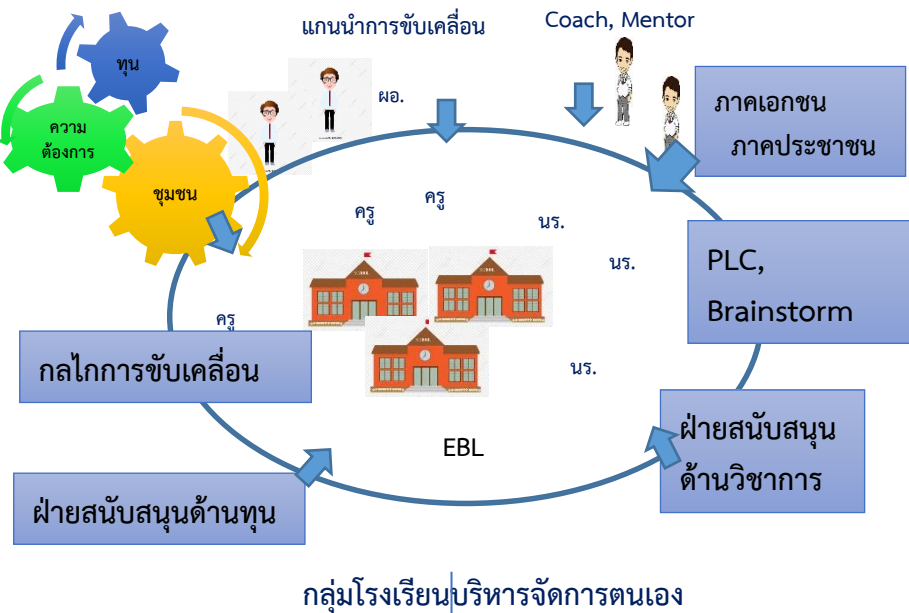 แกนนำการขับเคลื่อน
Coach, Mentor
ทุน
ผอ.
ความ
ต้องการ
ภาคเอกชน
ภาคประชาชน
ชุมชน
ครู
ครู
นร.
นร.
PLC,
Brainstorm
ครู
กลไกการขับเคลื่อน
นร.
EBL
ฝ่ายสนับสนุน
ด้านวิชาการ
ฝ่ายสนับสนุนด้านทุน
กลุ่มโรงเรียนบริหารจัดการตนเอง